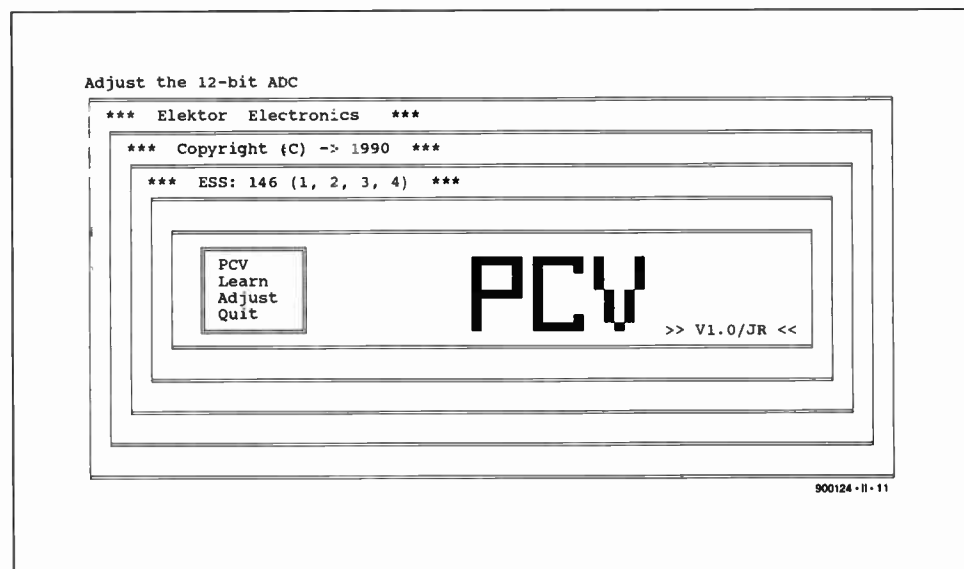 Adjust the 12-bit ADC
*** Elektor Electronics ***
*** Copyright (C) -> 1990 ***
*** ESS: 146 (1, 2, 3, 4) ***
PCV
Learn
Adjust
Quit
PCV
>> V1.0/JR <<
900124 - II - 11